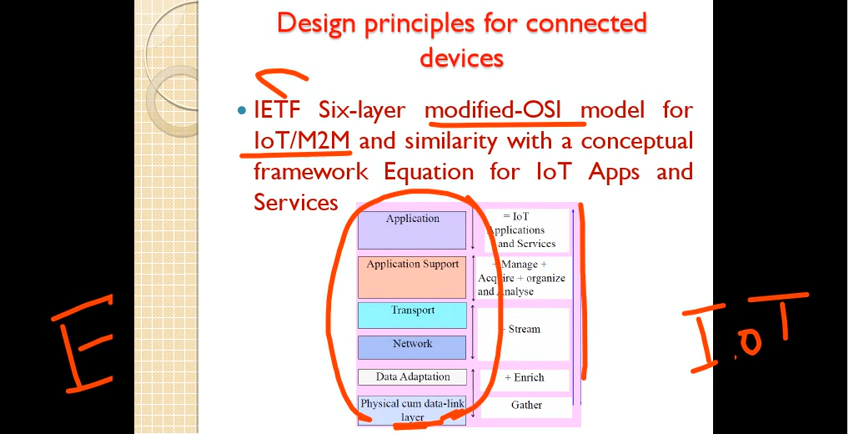 Design principles for connected
devices
IETF Six-layer modified-OSI model for
IoT/M2M and similarity with a conceptual
framework Equation for IoT Apps and
Services
Application
= IoT
Applications
and Services
Application Support
+ Manage +
Acquire + organize
and Analyse
Transport
Network
+ Stream
Data Adaptation
+ Enrich
Physical cum data-link
layer
Gather
E
I.oT